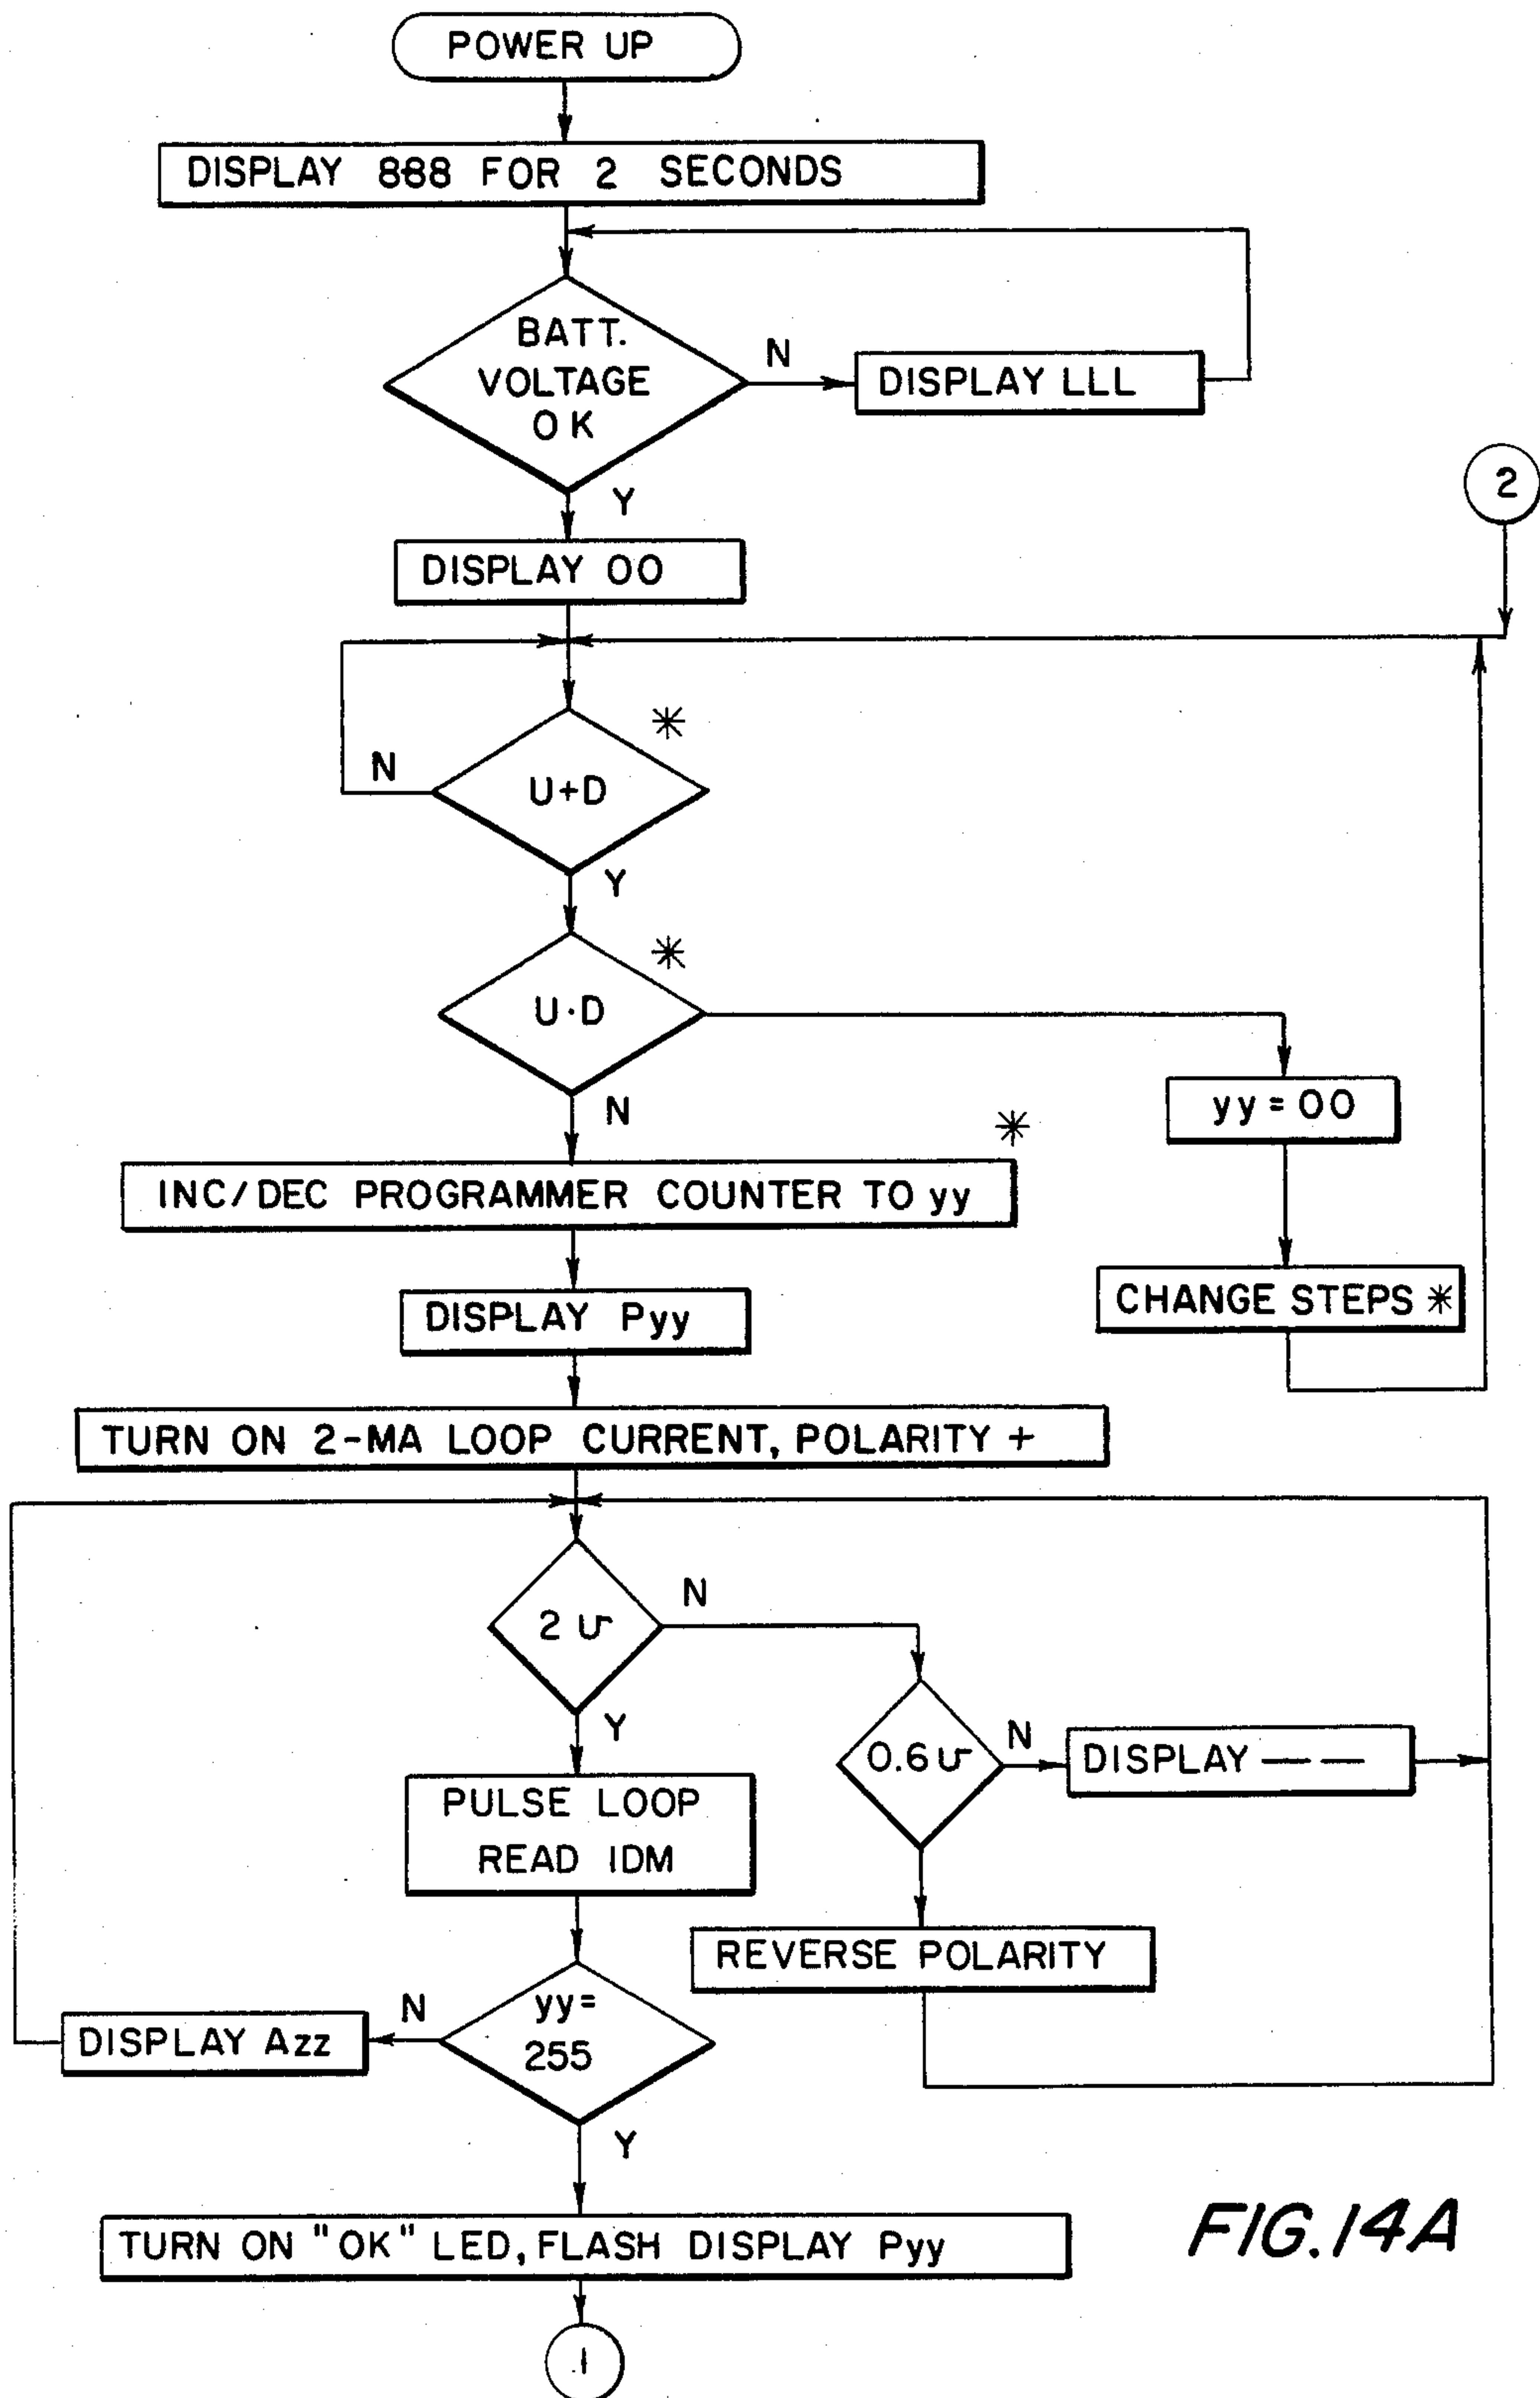 POWER UP
DISPLAY 888 FOR 2 SECONDS
BATT.
VOLTAGE
OK
N
DISPLAY LLL
Y
2
DISPLAY 00
*
N
U+D
Y
*
U·D
N
yy = 00
*
INC/DEC PROGRAMMER COUNTER TO yy
CHANGE STEPS *
DISPLAY Pyy
TURN ON 2-MA LOOP CURRENT, POLARITY +
2 v
N
Y
0.6 v
N
DISPLAY — —
PULSE LOOP
READ IDM
REVERSE POLARITY
yy =
255
N
DISPLAY Azz
Y
TURN ON "OK" LED, FLASH DISPLAY Pyy
FIG. 14A
1